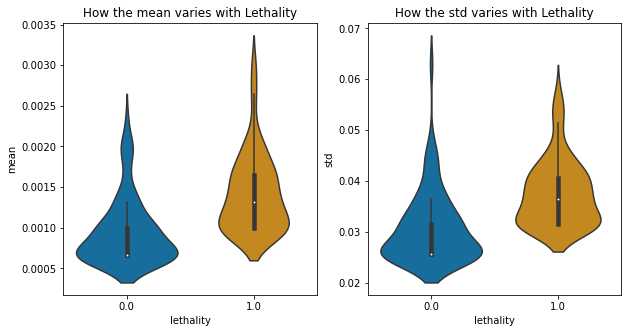 How the mean varies with Lethality
0.0035
0.0030
0.0025
0.0020
0.0015
0.0010
0.0005
mean
0.0
1.0
lethality
How the std varies with Lethality
0.07
0.06
0.05
0.04
0.03
0.02
std
0.0
1.0
lethality